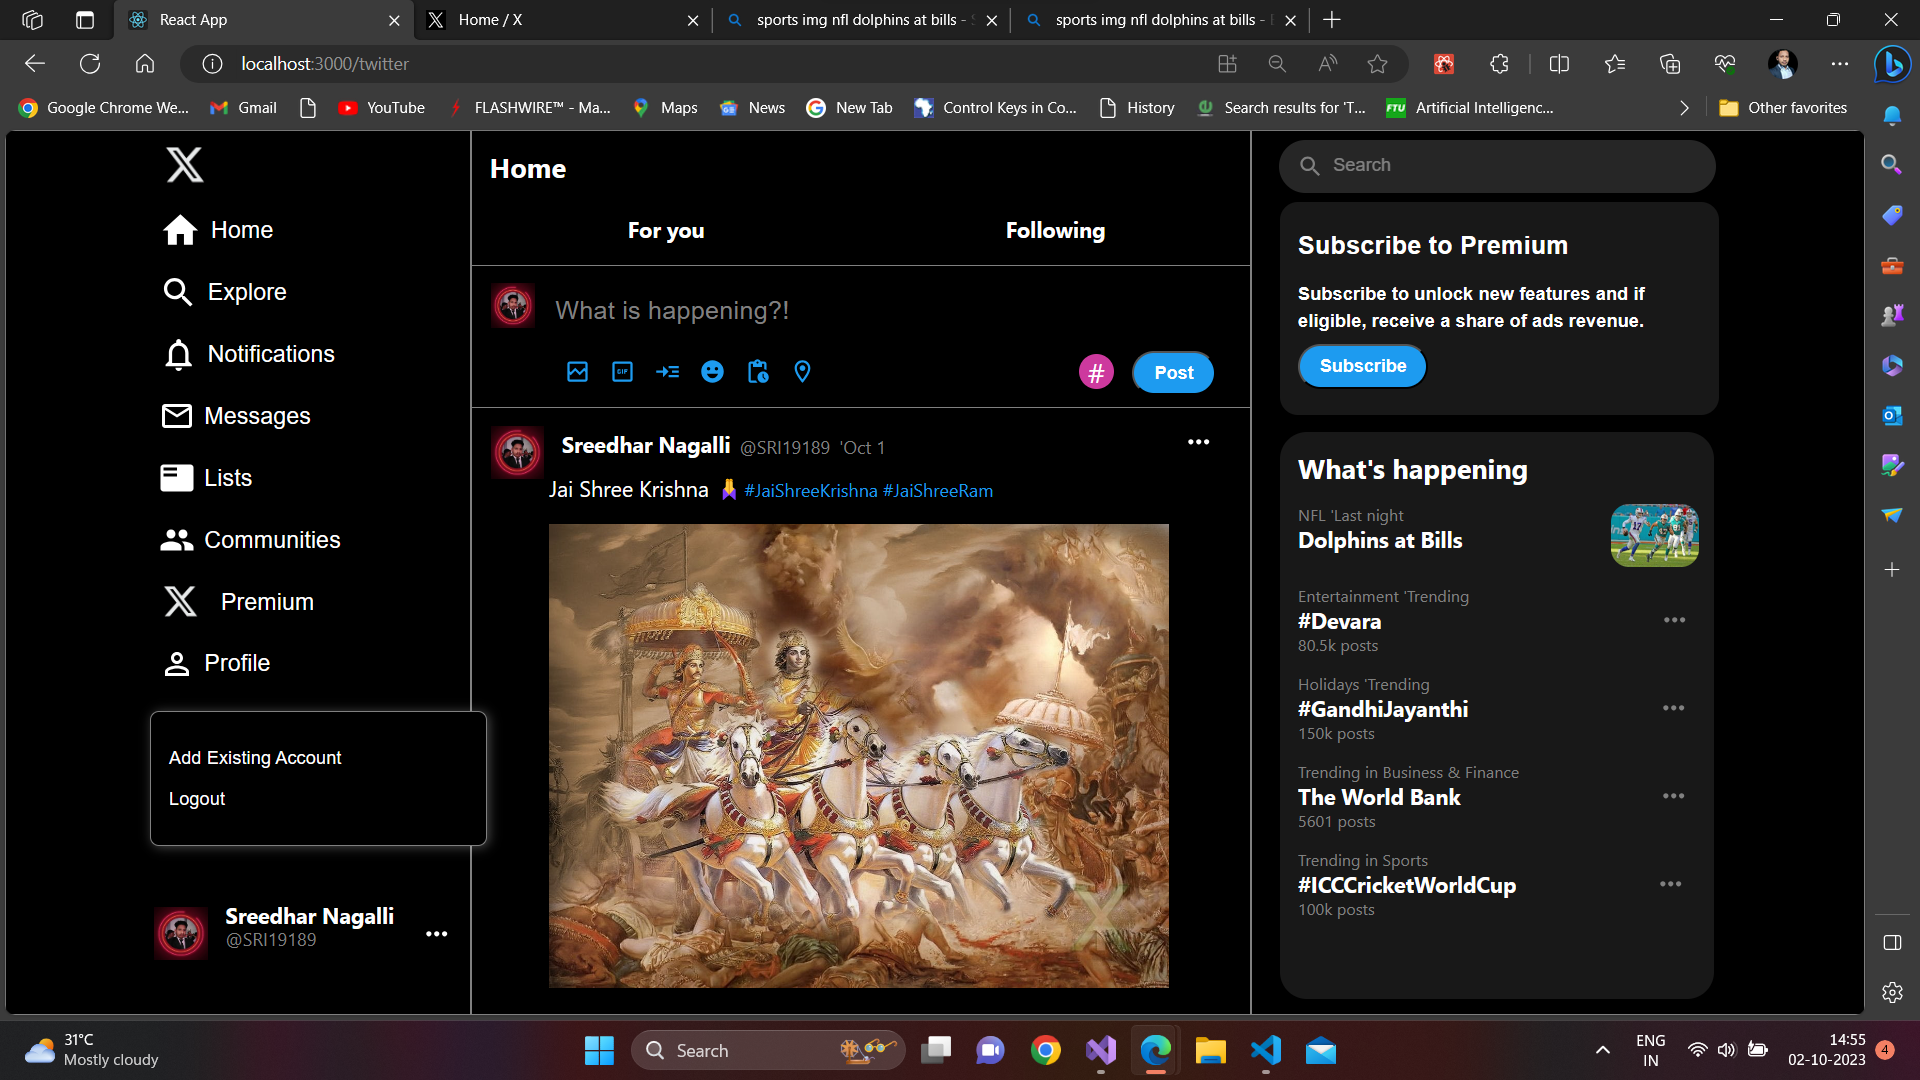 React App
Home / X
sports img nfl dolphins at bills -
sports img nfl dolphins at bills -
localhost:3000/twitter
Google Chrome We...
Gmail
YouTube
FLASHWIRE™ - Ma...
Maps
News
New Tab
Control Keys in Co...
History
Search results for 'T...
FTU
Artificial Intelligenc...
Other favorites
Home
Explore
Notifications
Messages
Lists
Communities
Premium
Profile
Add Existing Account
Logout
Sreedhar Nagalli
@SRI19189
Home
For you
Following
What is happening?!
GIF
#
Post
Sreedhar Nagalli @SRI19189 'Oct 1
Jai Shree Krishna 🙏 #JaiShreeKrishna #JaiShreeRam
Search
Subscribe to Premium
Subscribe to unlock new features and if
eligible, receive a share of ads revenue.
Subscribe
What's happening
NFL 'Last night
Dolphins at Bills
Entertainment 'Trending
#Devara
80.5k posts
Holidays 'Trending
#GandhiJayanthi
150k posts
Trending in Business & Finance
The World Bank
5601 posts
Trending in Sports
#ICCCricketWorldCup
100k posts
31°C
Mostly cloudy
Search
ENG
IN
14:55
02-10-2023
4